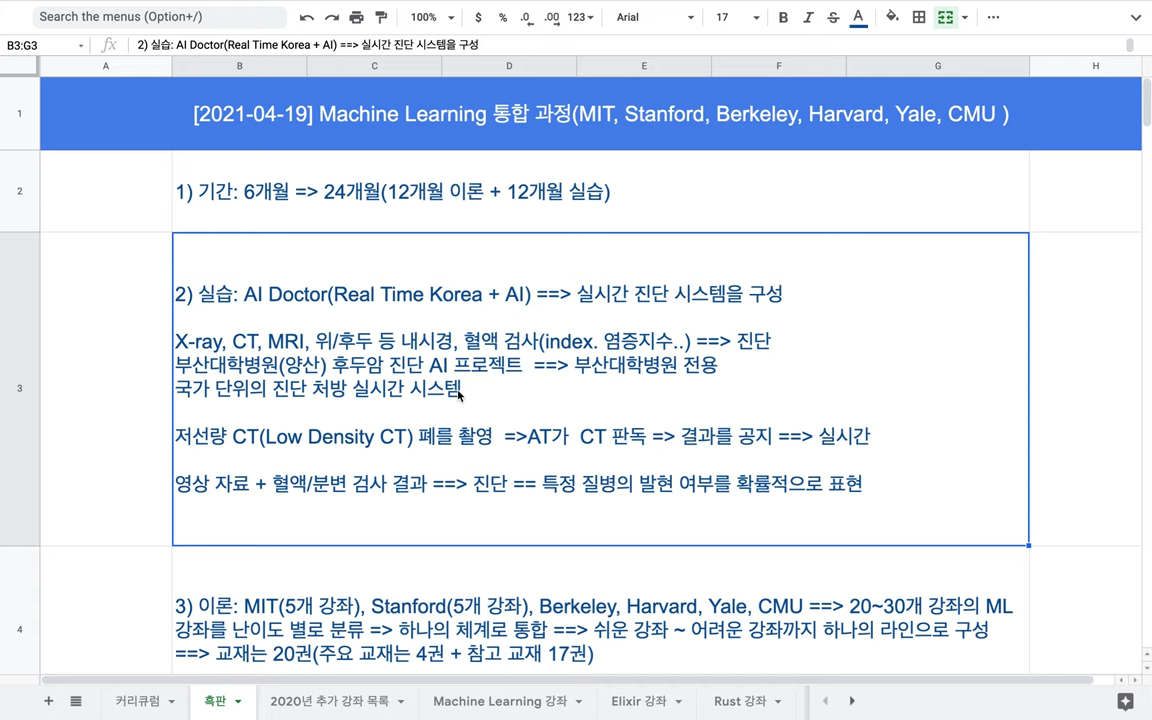 Search the menus (Option+/)
100%
$ % .0 .00 123
Arial
17
B I S A
B3:G3
fx
2) 실습: AI Doctor(Real Time Korea + AI) ==> 실시간 진단 시스템을 구성
A B C D E F G H
1
[2021-04-19] Machine Learning 통합 과정(MIT, Stanford, Berkeley, Harvard, Yale, CMU )
2
1) 기간: 6개월 => 24개월(12개월 이론 + 12개월 실습)
3
2) 실습: AI Doctor(Real Time Korea + AI) ==> 실시간 진단 시스템을 구성
X-ray, CT, MRI, 위/후두 등 내시경, 혈액 검사(index. 염증지수..) ==> 진단
부산대학병원(양산) 후두암 진단 AI 프로젝트 ==> 부산대학병원 전용
국가 단위의 진단 처방 실시간 시스템
저선량 CT(Low Density CT) 폐를 촬영 =>AT가 CT 판독 => 결과를 공지 ==> 실시간
영상 자료 + 혈액/분변 검사 결과 ==> 진단 == 특정 질병의 발현 여부를 확률적으로 표현
4
3) 이론: MIT(5개 강좌), Stanford(5개 강좌), Berkeley, Harvard, Yale, CMU ==> 20~30개 강좌의 ML
강좌를 난이도 별로 분류 => 하나의 체계로 통합 ==> 쉬운 강좌 ~ 어려운 강좌까지 하나의 라인으로 구성
==> 교재는 20권(주요 교재는 4권 + 참고 교재 17권)
커리큘럼
흑판
2020년 추가 강좌 목록
Machine Learning 강좌
Elixir 강좌
Rust 강좌